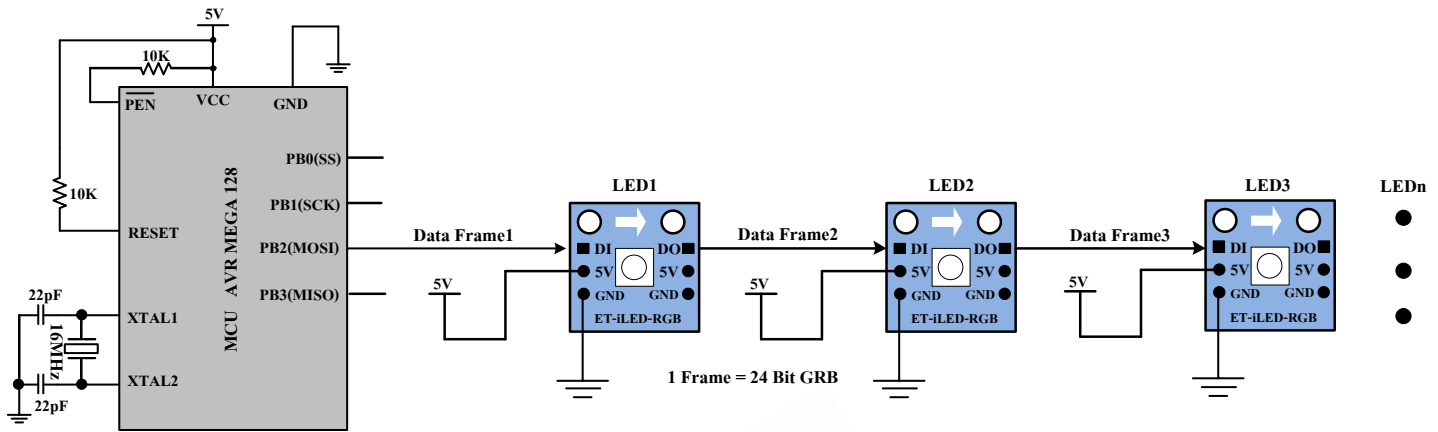 5V
10K
PEN
VCC
GND
10K
RESET
MCU AVR MEGA 128
PB0(SS)
PB1(SCK)
PB2(MOSI)
PB3(MISO)
22pF
XTAL1
16MHz
XTAL2
22pF
Data Frame1
5V
LED1
DI DO
5V 5V
GND GND
ET-iLED-RGB
Data Frame2
5V
LED2
DI DO
5V 5V
GND GND
ET-iLED-RGB
Data Frame3
5V
LED3
DI DO
5V 5V
GND GND
ET-iLED-RGB
LEDn
1 Frame = 24 Bit GRB